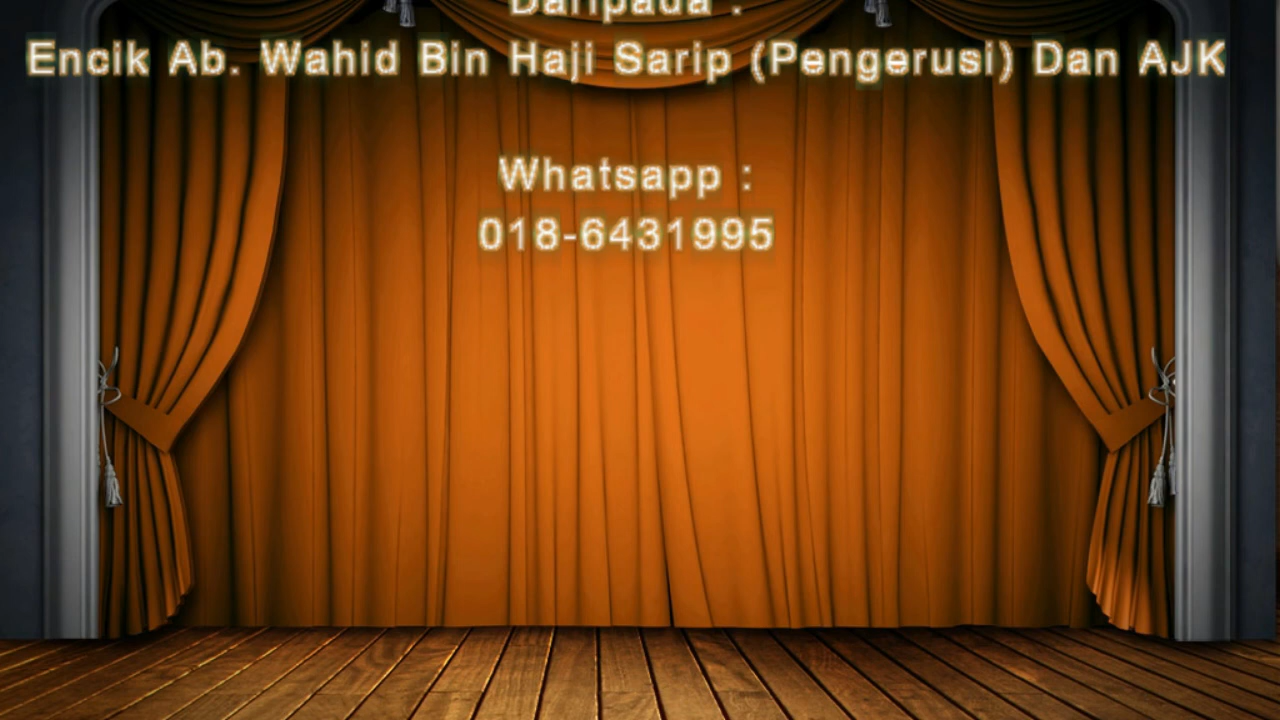 Daripada :
Encik Ab. Wahid Bin Haji Sarip (Pengerusi) Dan AJK
Whatsapp :
018-6431995